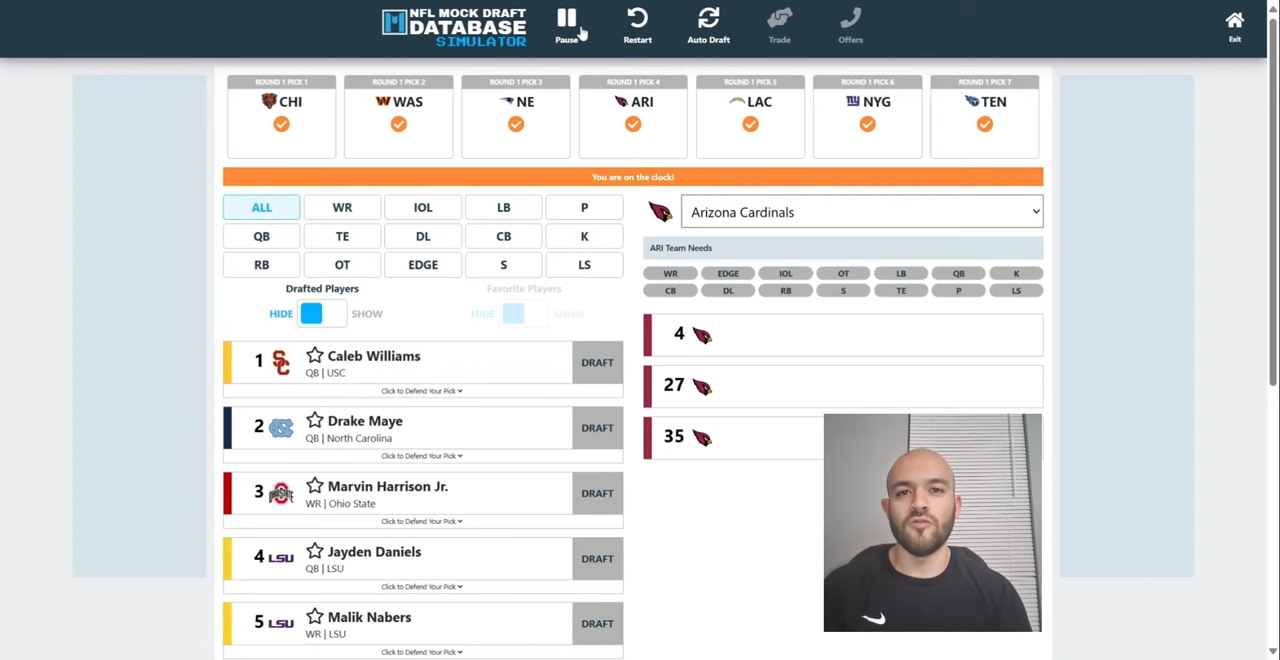 NFL MOCK DRAFT
DATABASE
SIMULATOR
Pause
Restart
Auto Draft
Trade
Offers
Exit
ROUND 1 PICK 1
CHI
ROUND 1 PICK 2
WAS
ROUND 1 PICK 3
NE
ROUND 1 PICK 4
ARI
ROUND 1 PICK 5
LAC
ROUND 1 PICK 6
NYG
ROUND 1 PICK 7
TEN
You are on the clock!
ALL WR IOL LB P
QB TE DL CB K
RB OT EDGE S LS
Drafted Players
HIDE SHOW
Favorite Players
HIDE SHOW
1 SC Caleb Williams
QB | USC
DRAFT
Click to Defend Your Pick
2 Drake Maye
QB | North Carolina
DRAFT
Click to Defend Your Pick
3 OHIO STATE Marvin Harrison Jr.
WR | Ohio State
DRAFT
Click to Defend Your Pick
4 LSU Jayden Daniels
QB | LSU
DRAFT
Click to Defend Your Pick
5 LSU Malik Nabers
WR | LSU
DRAFT
Click to Defend Your Pick
Arizona Cardinals
ARI Team Needs
WR EDGE IOL OT LB QB K
CB DL RB S TE P LS
4
27
35